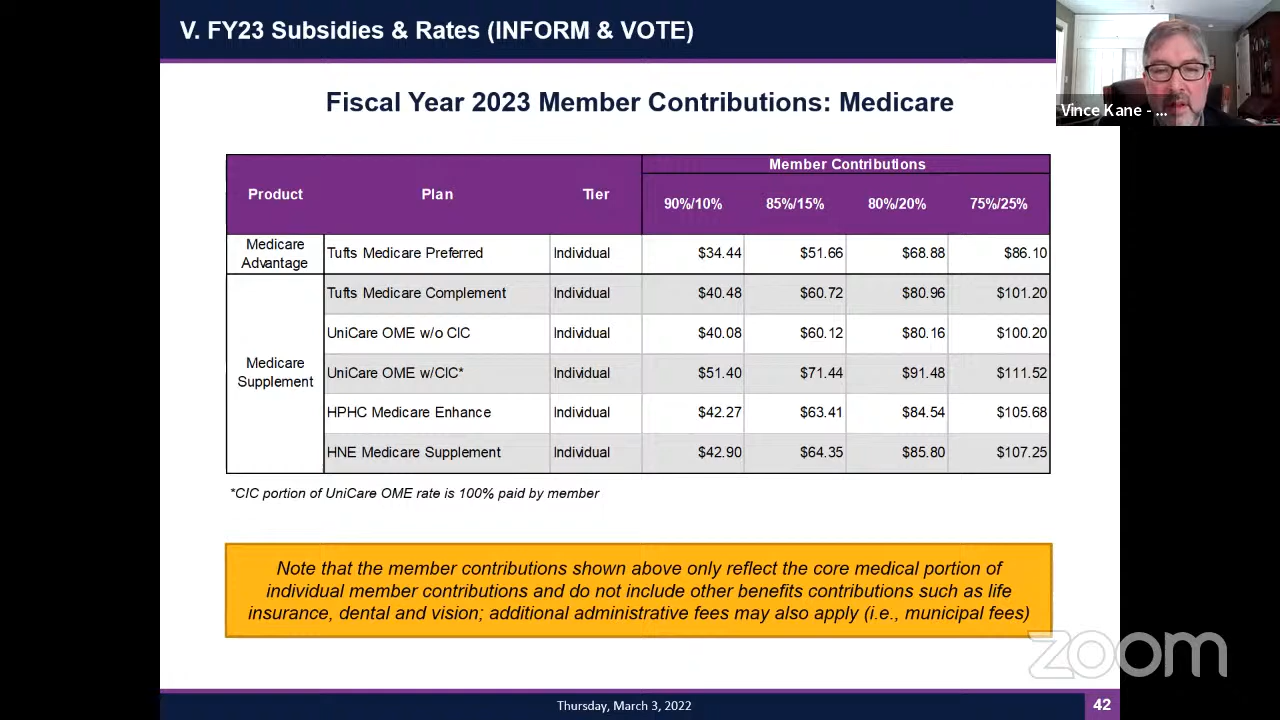 V. FY23 Subsidies & Rates (INFORM & VOTE)
Vince Kane - ...
Fiscal Year 2023 Member Contributions: Medicare
Product Plan Tier Member Contributions
90%/10% 85%/15% 80%/20% 75%/25%
Medicare
Advantage
Tufts Medicare Preferred Individual $34.44 $51.66 $68.88 $86.10
Medicare
Supplement
Tufts Medicare Complement Individual $40.48 $60.72 $80.96 $101.20
UniCare OME w/o CIC Individual $40.08 $60.12 $80.16 $100.20
UniCare OME w/CIC* Individual $51.40 $71.44 $91.48 $111.52
HPHC Medicare Enhance Individual $42.27 $63.41 $84.54 $105.68
HNE Medicare Supplement Individual $42.90 $64.35 $85.80 $107.25
*CIC portion of UniCare OME rate is 100% paid by member
Note that the member contributions shown above only reflect the core medical portion of
individual member contributions and do not include other benefits contributions such as life
insurance, dental and vision; additional administrative fees may also apply (i.e., municipal fees)
zoom
Thursday, March 3, 2022
42